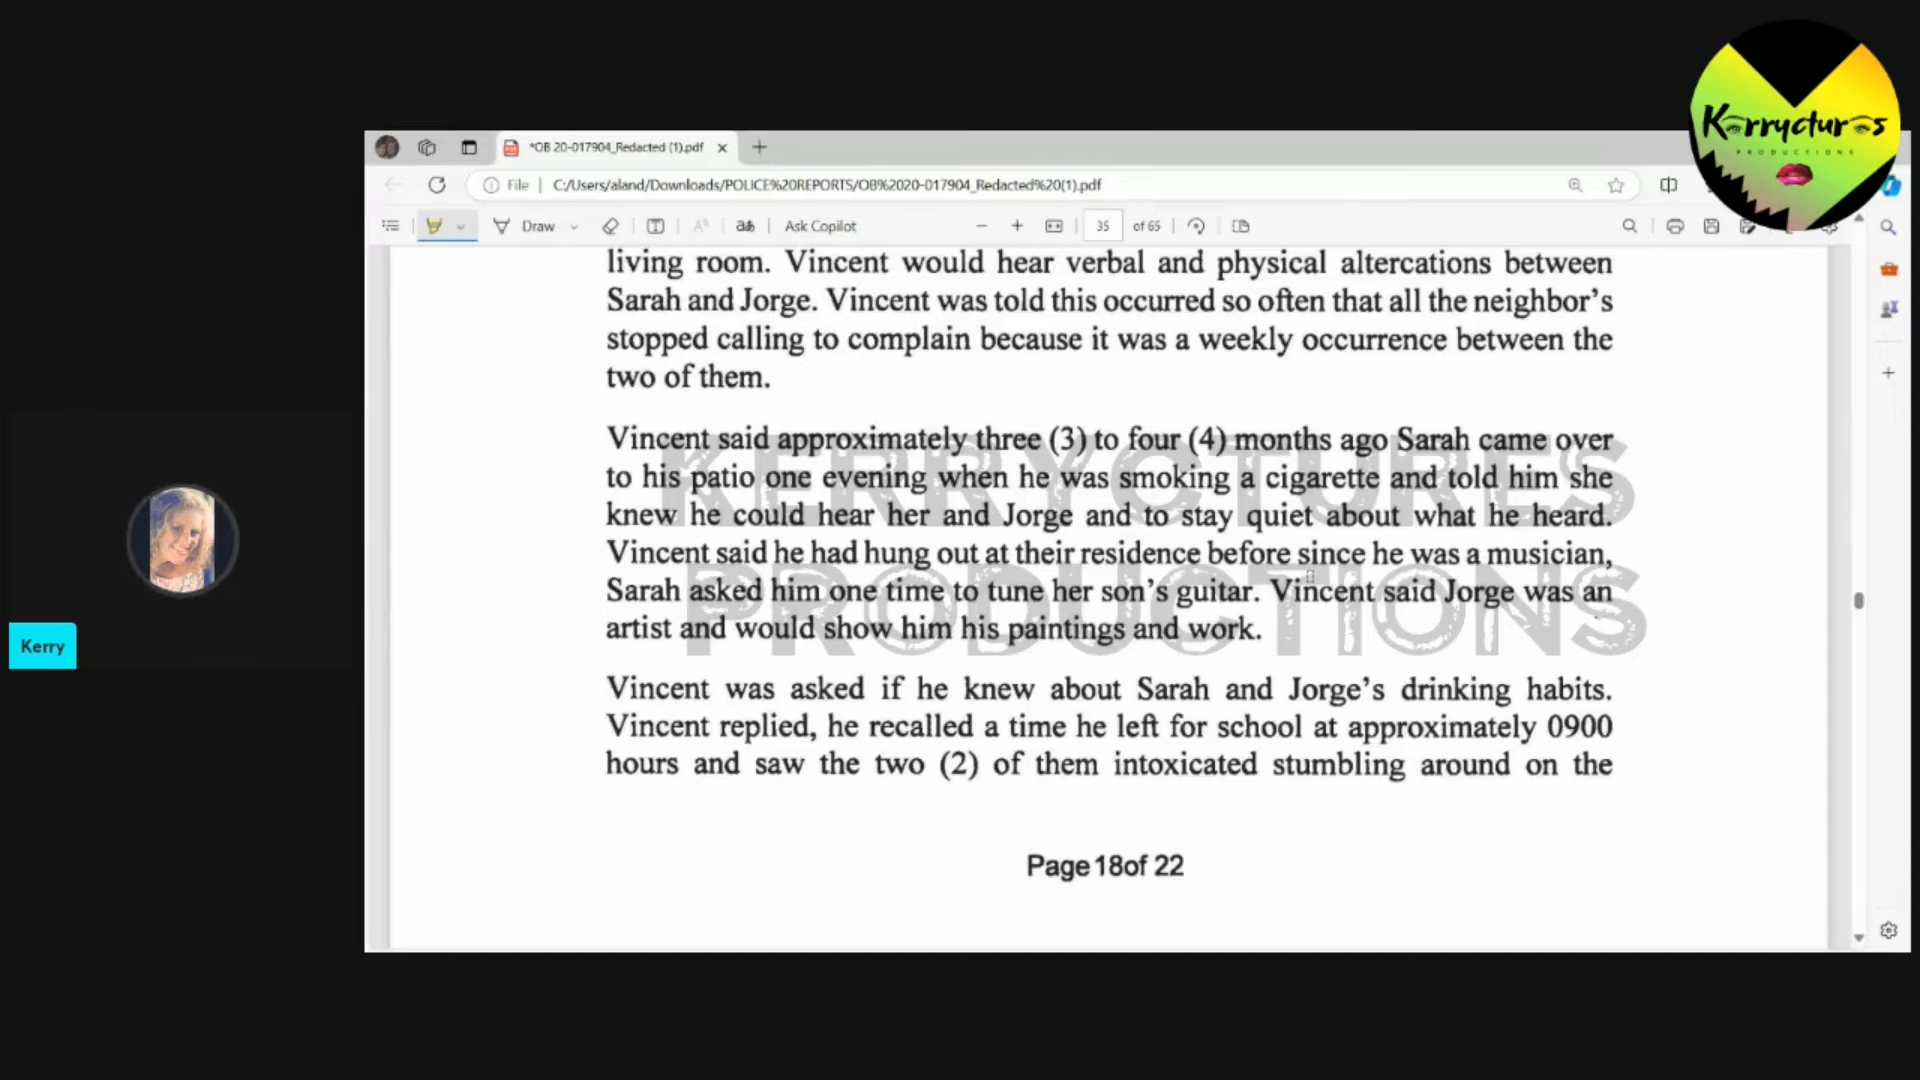 Kerryctures
PRODUCTIONS
*OB 20-017904_Redacted (1).pdf
File
C:/Users/aland/Downloads/POLICE%20REPORTS/OB%2020-017904_Redacted%20(1).pdf
Draw
Ask Copilot
35
of 65
living room. Vincent would hear verbal and physical altercations between
Sarah and Jorge. Vincent was told this occurred so often that all the neighbor's
stopped calling to complain because it was a weekly occurrence between the
two of them.
Vincent said approximately three (3) to four (4) months ago Sarah came over
to his patio one evening when he was smoking a cigarette and told him she
knew he could hear her and Jorge and to stay quiet about what he heard.
Vincent said he had hung out at their residence before since he was a musician,
Sarah asked him one time to tune her son's guitar. Vincent said Jorge was an
artist and would show him his paintings and work.
KERRYCTURES
PRODUCTIONS
Vincent was asked if he knew about Sarah and Jorge's drinking habits.
Vincent replied, he recalled a time he left for school at approximately 0900
hours and saw the two (2) of them intoxicated stumbling around on the
Page 18of 22
Kerry